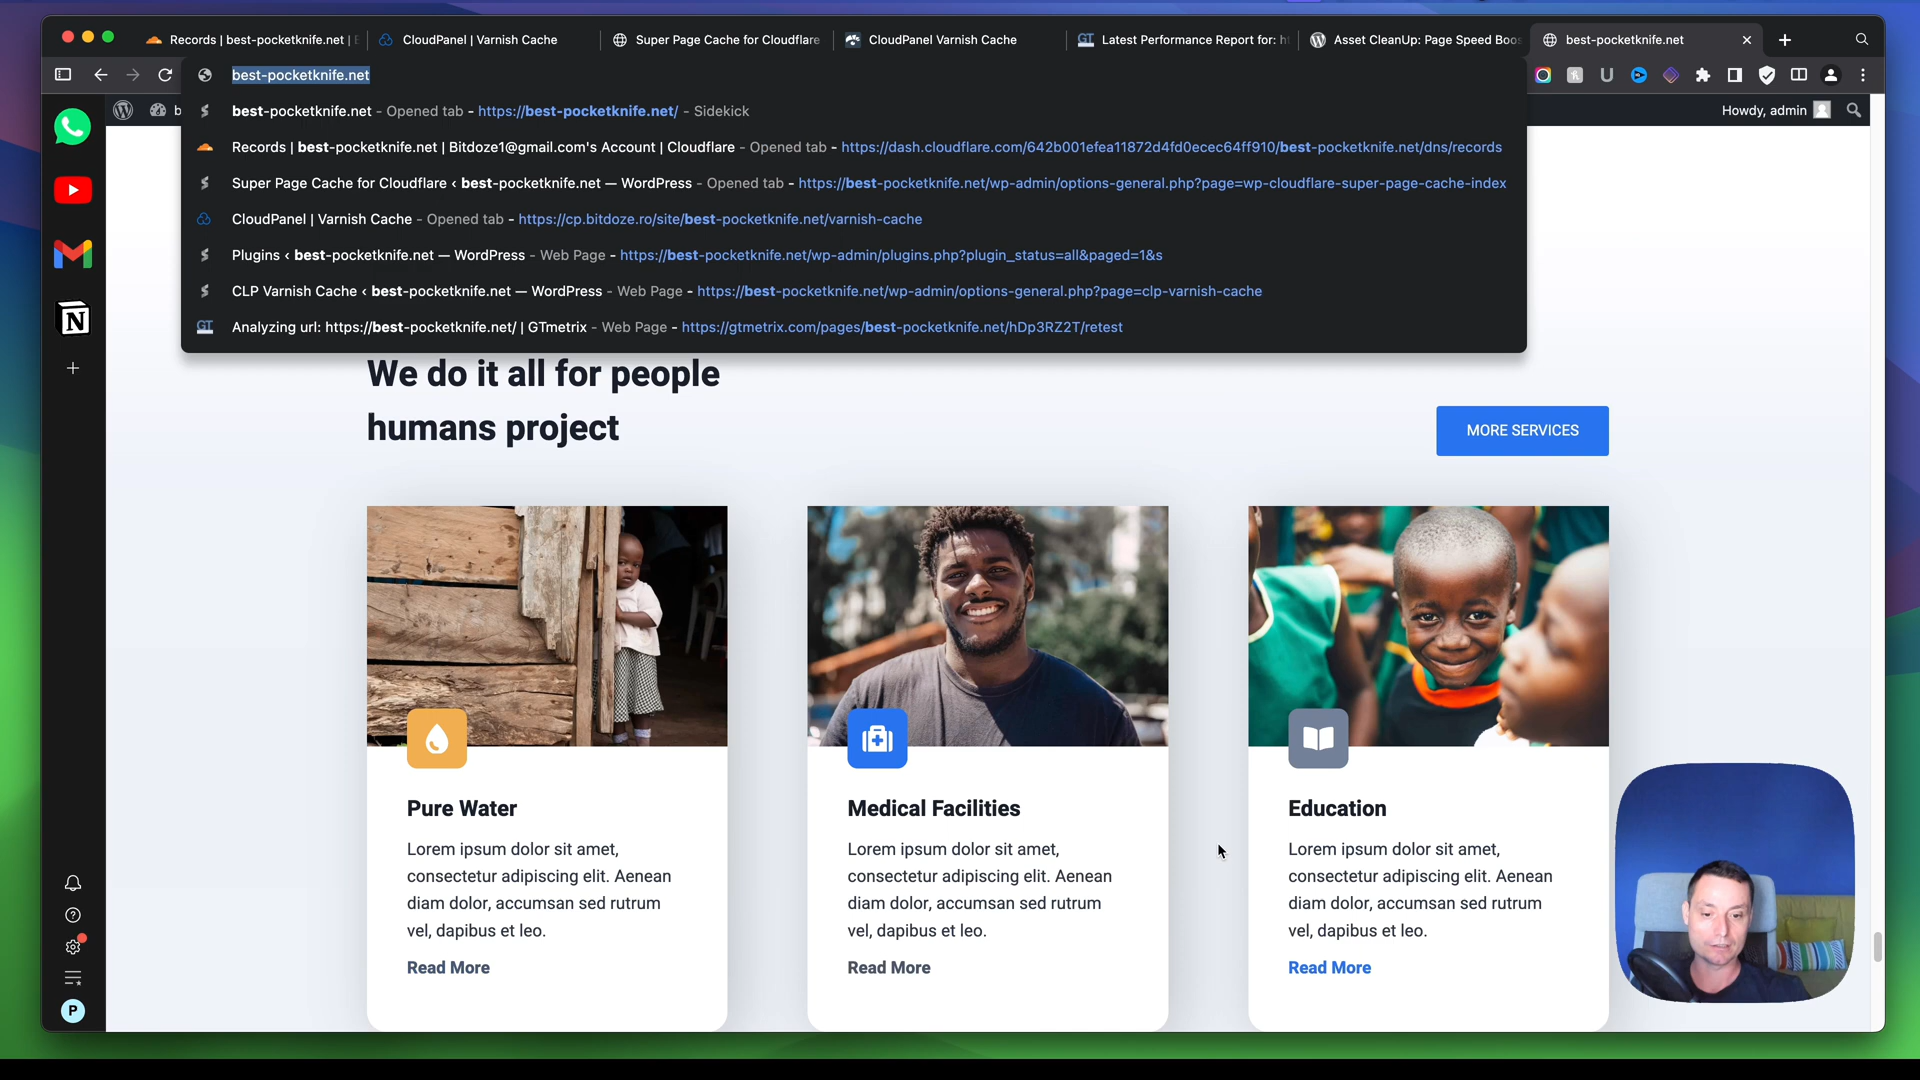 Records | best-pocketknife.net |
CloudPanel | Varnish Cache
Super Page Cache for Cloudflare
CloudPanel Varnish Cache
GT Latest Performance Report for: h
Asset CleanUp: Page Speed Boos
best-pocketknife.net
best-pocketknife.net
U
Howdy, admin
b
best-pocketknife.net - Opened tab - https://best-pocketknife.net/ - Sidekick
Records | best-pocketknife.net | Bitdoze1@gmail.com's Account | Cloudflare - Opened tab - https://dash.cloudflare.com/642b001efea11872d4fd0ecec64ff910/best-pocketknife.net/dns/records
Super Page Cache for Cloudflare ‹ best-pocketknife.net — WordPress - Opened tab - https://best-pocketknife.net/wp-admin/options-general.php?page=wp-cloudflare-super-page-cache-index
CloudPanel | Varnish Cache - Opened tab - https://cp.bitdoze.ro/site/best-pocketknife.net/varnish-cache
Plugins ‹ best-pocketknife.net — WordPress - Web Page - https://best-pocketknife.net/wp-admin/plugins.php?plugin_status=all&paged=1&s
CLP Varnish Cache ‹ best-pocketknife.net — WordPress - Web Page - https://best-pocketknife.net/wp-admin/options-general.php?page=clp-varnish-cache
GT Analyzing url: https://best-pocketknife.net/ | GTmetrix - Web Page - https://gtmetrix.com/pages/best-pocketknife.net/hDp3RZ2T/retest
We do it all for people
humans project
MORE SERVICES
Pure Water
Lorem ipsum dolor sit amet,
consectetur adipiscing elit. Aenean
diam dolor, accumsan sed rutrum
vel, dapibus et leo.
Read More
Medical Facilities
Lorem ipsum dolor sit amet,
consectetur adipiscing elit. Aenean
diam dolor, accumsan sed rutrum
vel, dapibus et leo.
Read More
Education
Lorem ipsum dolor sit amet,
consectetur adipiscing elit. Aenean
diam dolor, accumsan sed rutrum
vel, dapibus et leo.
Read More
P